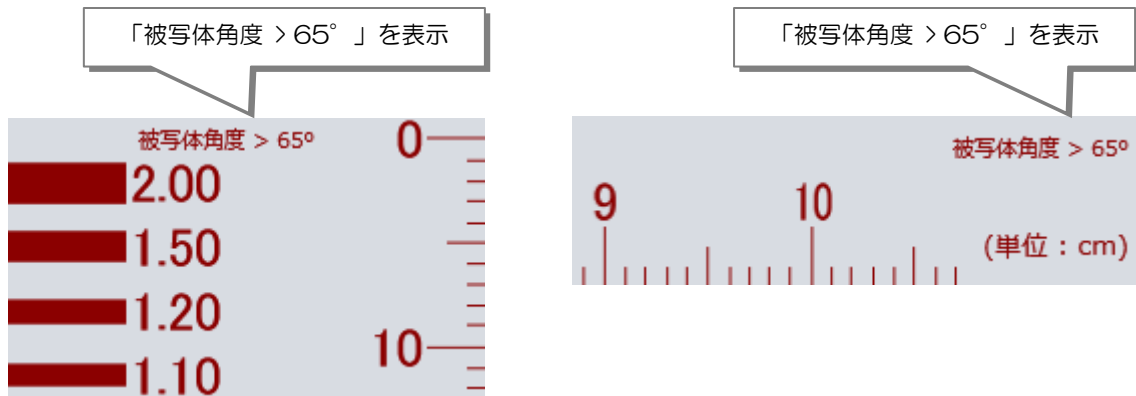 「被写体角度 > 65°」を表示
被写体角度 > 65º
0
2.00
1.50
1.20
10
1.10
「被写体角度 > 65°」を表示
被写体角度 > 65º
9
10
(単位：cm)